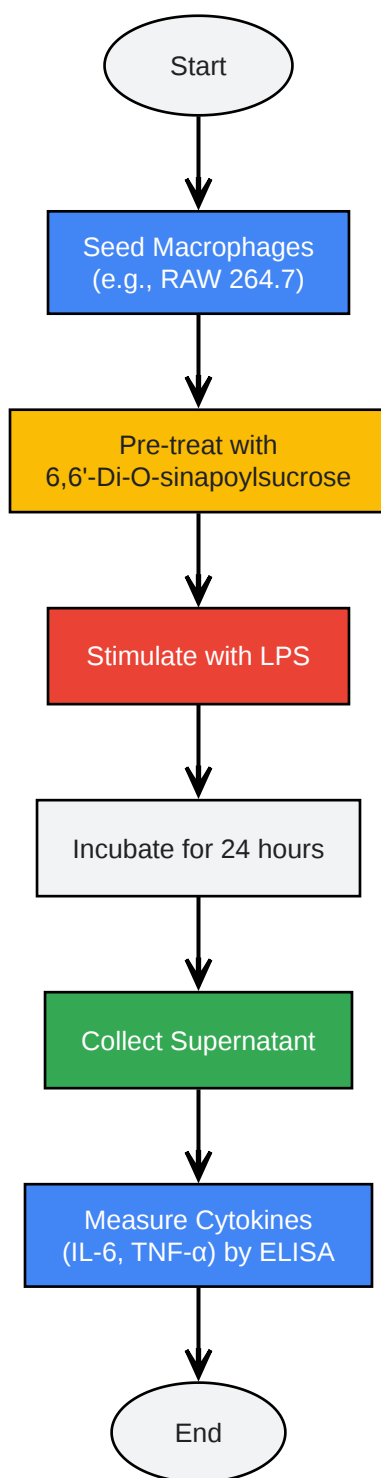 Start
Seed Macrophages
(e.g., RAW 264.7)
Pre-treat with
6,6'-Di-O-sinapoylsucrose
Stimulate with LPS
Incubate for 24 hours
Collect Supernatant
Measure Cytokines
(IL-6, TNF-α) by ELISA
End